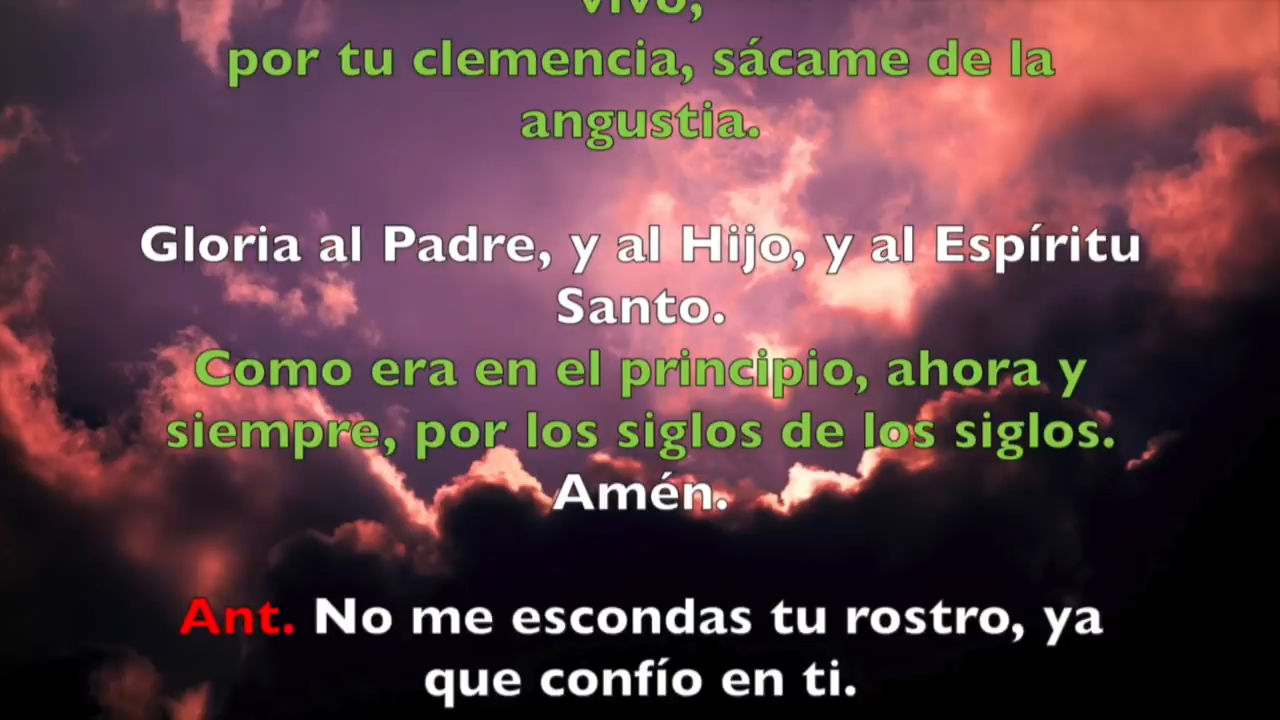 vivo,
por tu clemencia, sácame de la
angustia.
Gloria al Padre, y al Hijo, y al Espíritu
Santo.
Como era en el principio, ahora y
siempre, por los siglos de los siglos.
Amén.
Ant. No me escondas tu rostro, ya
que confío en ti.